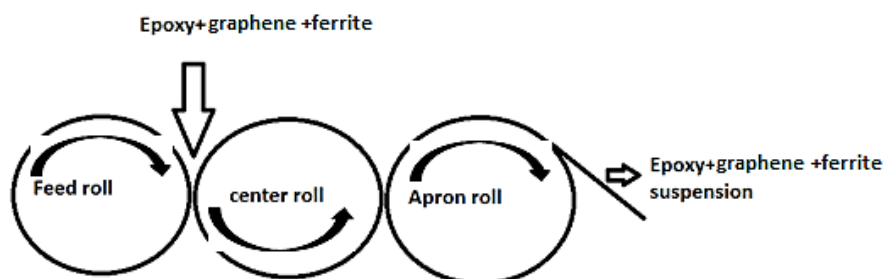 Epoxy+graphene +ferrite
Feed roll
center roll
Apron roll
Epoxy+graphene +ferrite
suspension